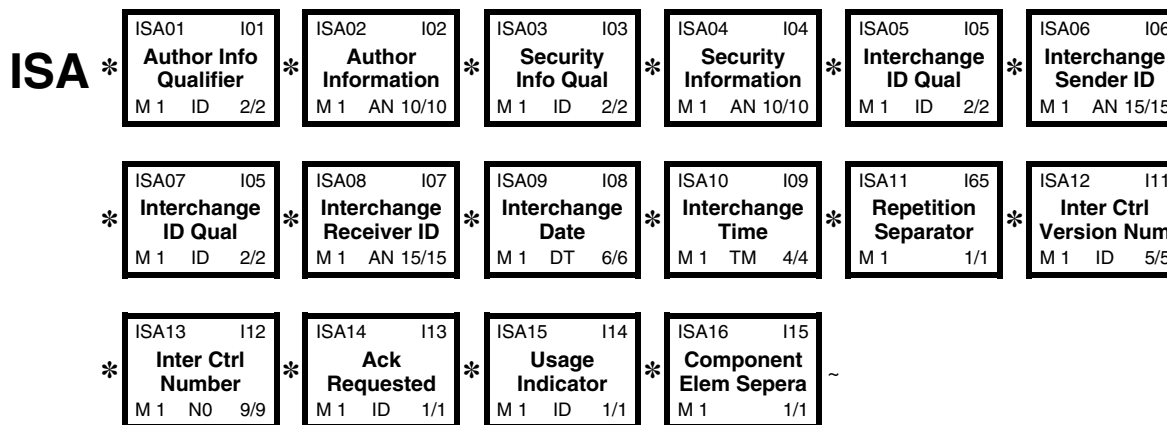 ISA01 I01 ISA02 I02 ISA03 I03 ISA04 I04 ISA05 I05 ISA06 I06
ISA * Author Info * Author * Security * Security * Interchange * Interchange
Qualifier Information Info Qual Information ID Qual Sender ID
M 1 ID 2/2 M 1 AN 10/10 M 1 ID 2/2 M 1 AN 10/10 M 1 ID 2/2 M 1 AN 15/15
ISA07 I05 ISA08 I07 ISA09 I08 ISA10 I09 ISA11 I65 ISA12 I11
* Interchange * Interchange * Interchange * Interchange * Repetition * Inter Ctrl
ID Qual Receiver ID Date Time Separator Version Num
M 1 ID 2/2 M 1 AN 15/15 M 1 DT 6/6 M 1 TM 4/4 M 1 1/1 M 1 ID 5/5
ISA13 I12 ISA14 I13 ISA15 I14 ISA16 I15
* Inter Ctrl * Ack * Usage * Component ~
Number Requested Indicator Elem Sepera
M 1 N0 9/9 M 1 ID 1/1 M 1 ID 1/1 M 1 1/1